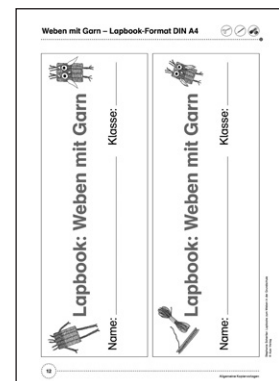 Weben mit Garn – Lapbook-Format DIN A4
Lapbook: Weben mit Garn
Name: Klasse:
Lapbook: Weben mit Garn
Name: Klasse:
12